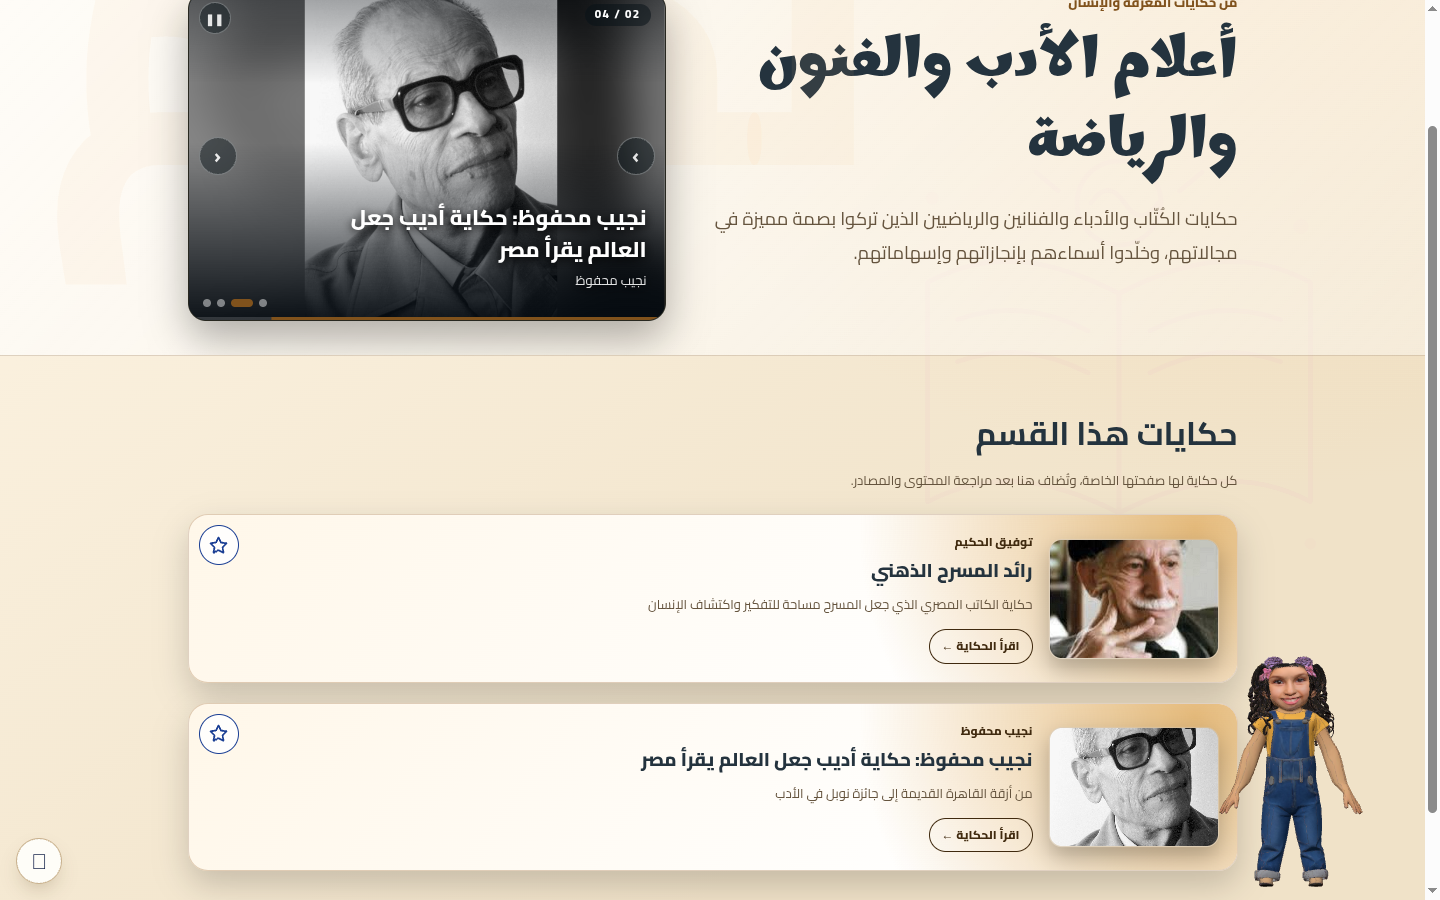 من حكايات المعرفة والإنسان
أعلام الأدب والفنون
والرياضة
حكايات الكُتّاب والأدباء والفنانين والرياضيين الذين تركوا بصمة مميزة في
مجالاتهم، وخلّدوا أسماءهم بإنجازاتهم وإسهاماتهم.
04 / 02
نجيب محفوظ: حكاية أديب جعل
العالم يقرأ مصر
نجيب محفوظ
حكايات هذا القسم
كل حكاية لها صفحتها الخاصة، وتُضاف هنا بعد مراجعة المحتوى والمصادر.
توفيق الحكيم
رائد المسرح الذهني
حكاية الكاتب المصري الذي جعل المسرح مساحة للتفكير واكتشاف الإنسان
اقرأ الحكاية ←
نجيب محفوظ
نجيب محفوظ: حكاية أديب جعل العالم يقرأ مصر
من أزقة القاهرة القديمة إلى جائزة نوبل في الأدب
اقرأ الحكاية ←